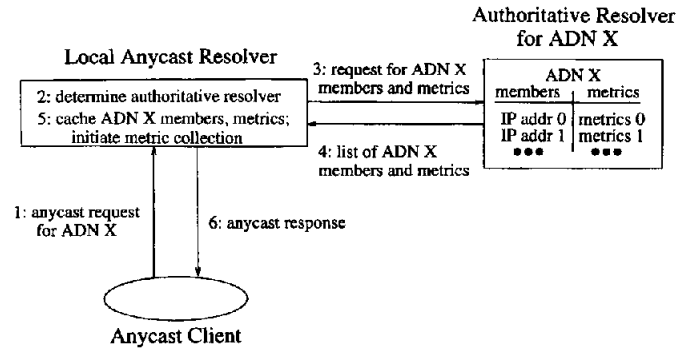 Authoritative Resolver
for ADN X
Local Anycast Resolver
2: determine authoritative resolver
5: cache ADN X members, metrics;
initiate metric collection
3: request for ADN X
members and metrics
4: list of ADN X
members and metrics
ADN X
members metrics
IP addr 0 metrics 0
IP addr 1 metrics 1
●●● ●●●
1: anycast request
for ADN X
6: anycast response
Anycast Client